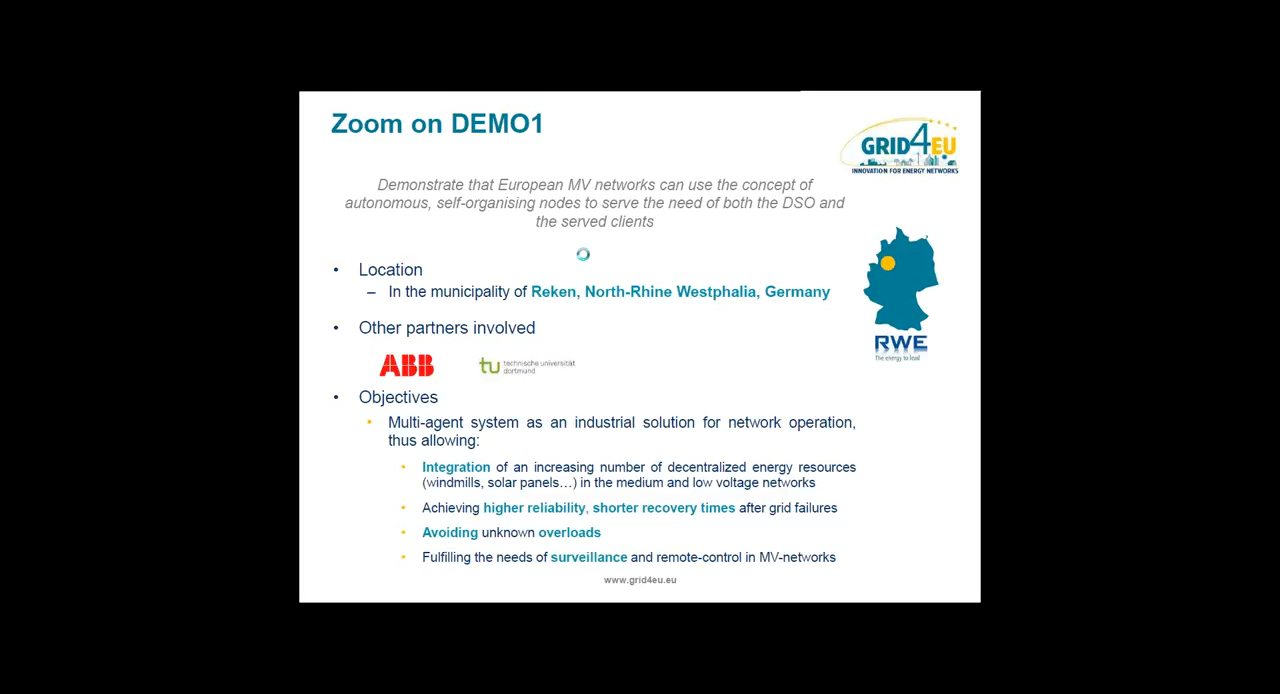 Zoom on DEMO1
GRID4EU
INNOVATION FOR ENERGY NETWORKS
Demonstrate that European MV networks can use the concept of
autonomous, self-organising nodes to serve the need of both the DSO and
the served clients
• Location
– In the municipality of Reken, North-Rhine Westphalia, Germany
• Other partners involved
RWE
The energy to lead
ABB
tu technische universität
dortmund
• Objectives
• Multi-agent system as an industrial solution for network operation,
thus allowing:
• Integration of an increasing number of decentralized energy resources
(windmills, solar panels…) in the medium and low voltage networks
• Achieving higher reliability, shorter recovery times after grid failures
• Avoiding unknown overloads
• Fulfilling the needs of surveillance and remote-control in MV-networks
www.grid4eu.eu